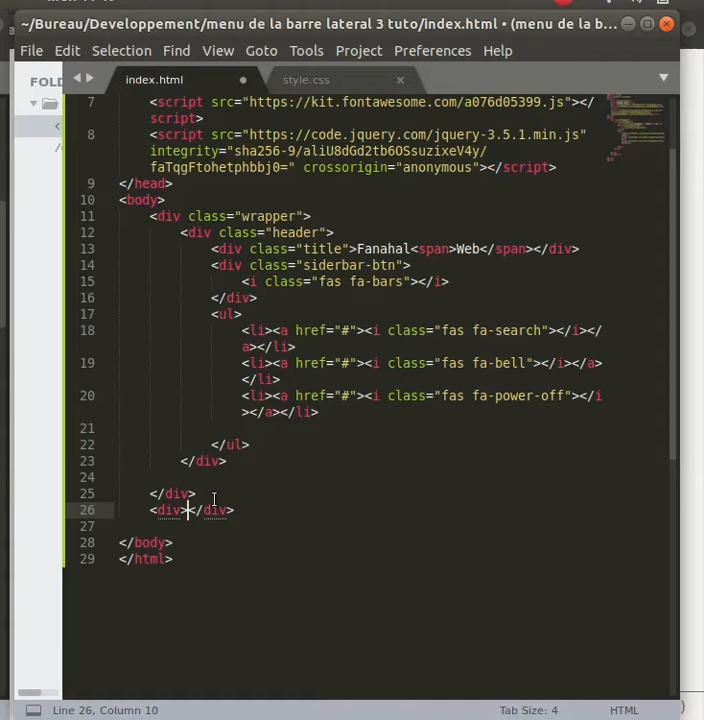 ~/Bureau/Developpement/menu de la barre lateral 3 tuto/index.html • (menu de la b...
File Edit Selection Find View Goto Tools Project Preferences Help
FOLD
index.html
style.css
7 <script src="https://kit.fontawesome.com/a076d05399.js"></
script>
8 <script src="https://code.jquery.com/jquery-3.5.1.min.js"
integrity="sha256-9/aliU8dGd2tb6OSsuzixeV4y/
faTqgFtohetphbbj0=" crossorigin="anonymous"></script>
9 </head>
10 <body>
11 <div class="wrapper">
12 <div class="header">
13 <div class="title">Fanahal<span>Web</span></div>
14 <div class="siderbar-btn">
15 <i class="fas fa-bars"></i>
16 </div>
17 <ul>
18 <li><a href="#"><i class="fas fa-search"></i></
a></li>
19 <li><a href="#"><i class="fas fa-bell"></i></a>
</li>
20 <li><a href="#"><i class="fas fa-power-off"></i
></a></li>
21
22 </ul>
23 </div>
24
25 </div>
26 <div></div>
27
28 </body>
29 </html>
Line 26, Column 10
Tab Size: 4
HTML